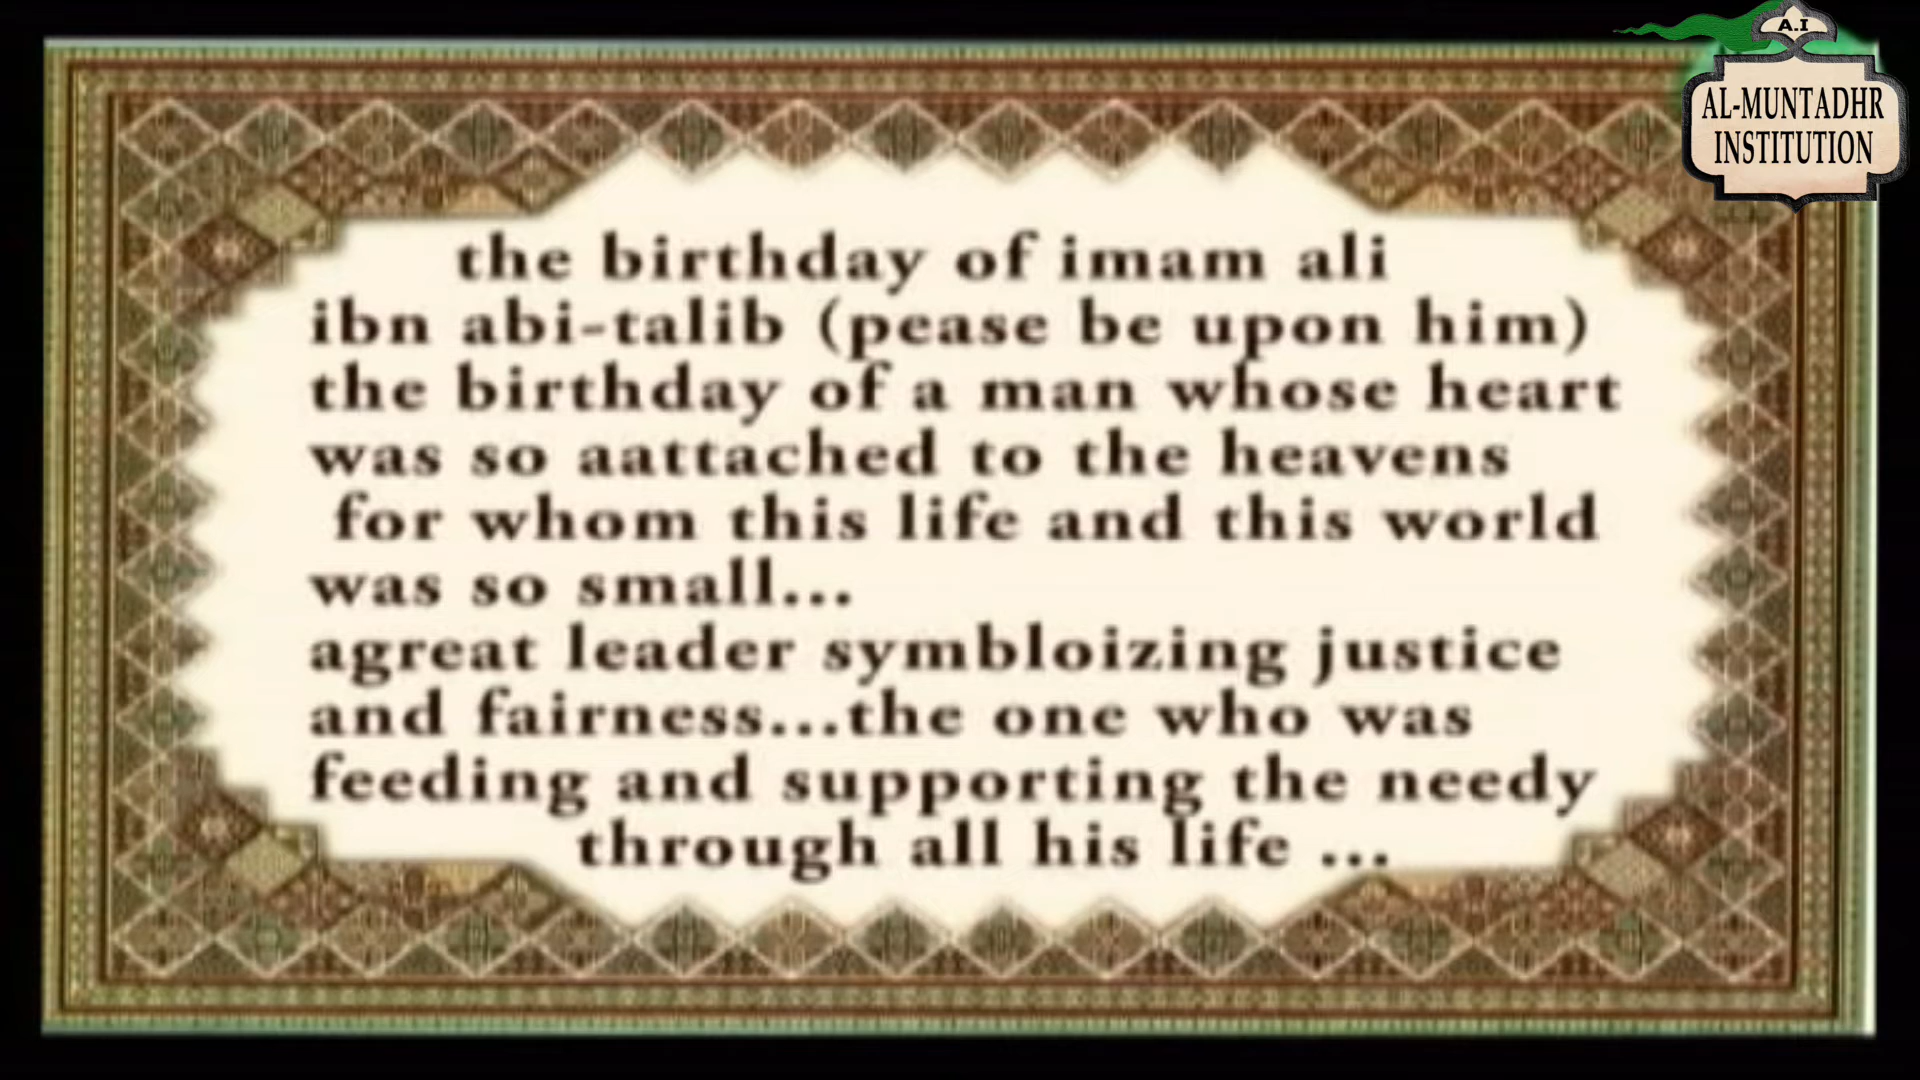 A.I
AL-MUNTADHR
INSTITUTION
the birthday of imam ali
ibn abi-talib (pease be upon him)
the birthday of a man whose heart
was so aattached to the heavens
for whom this life and this world
was so small...
agreat leader symbloizing justice
and fairness...the one who was
feeding and supporting the needy
through all his life ...